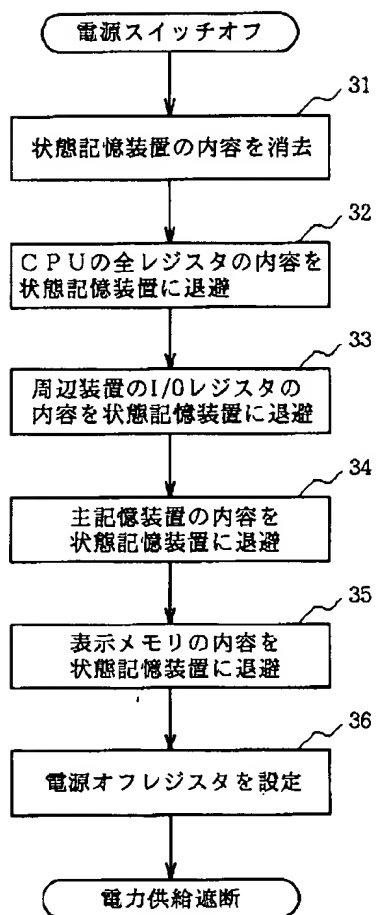 電源スイッチオフ
31
状態記憶装置の内容を消去
32
CPUの全レジスタの内容を
状態記憶装置に退避
33
周辺装置のI/Oレジスタの
内容を状態記憶装置に退避
34
主記憶装置の内容を
状態記憶装置に退避
35
表示メモリの内容を
状態記憶装置に退避
36
電源オフレジスタを設定
電力供給遮断